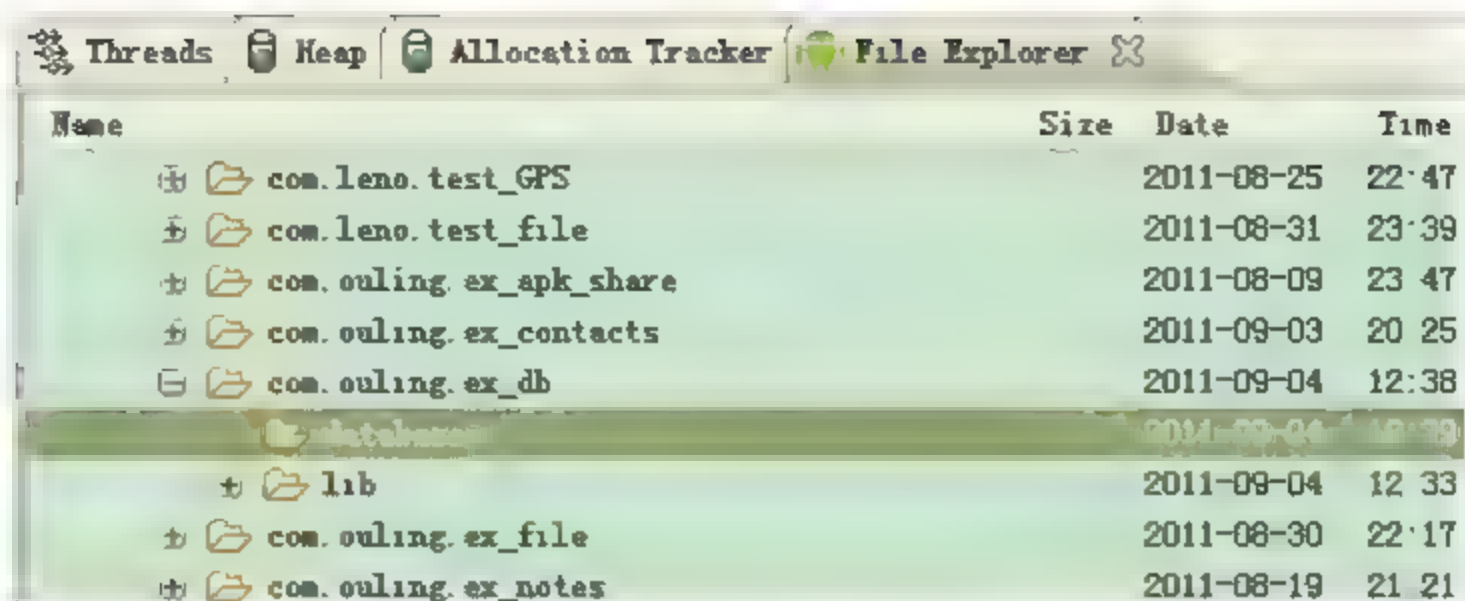 Threads Heap Allocation Tracker File Explorer
Name Size Date Time
com.leno.test_GPS 2011-08-25 22:47
com.leno.test_file 2011-08-31 23:39
com.ouling.ex_apk_share 2011-08-09 23 47
com.ouling.ex_contacts 2011-09-03 20 25
com.ouling.ex_db 2011-09-04 12:38
lib 2011-09-04 12 33
com.ouling.ex_file 2011-08-30 22:17
com.ouling.ex_notes 2011-08-19 21 21